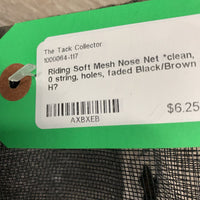 The Tack Collector
1000064-117
Riding Soft Mesh Nose Net *clean,
0 string, holes, faded Black/Brown
H?
$6.25
AXBXEB